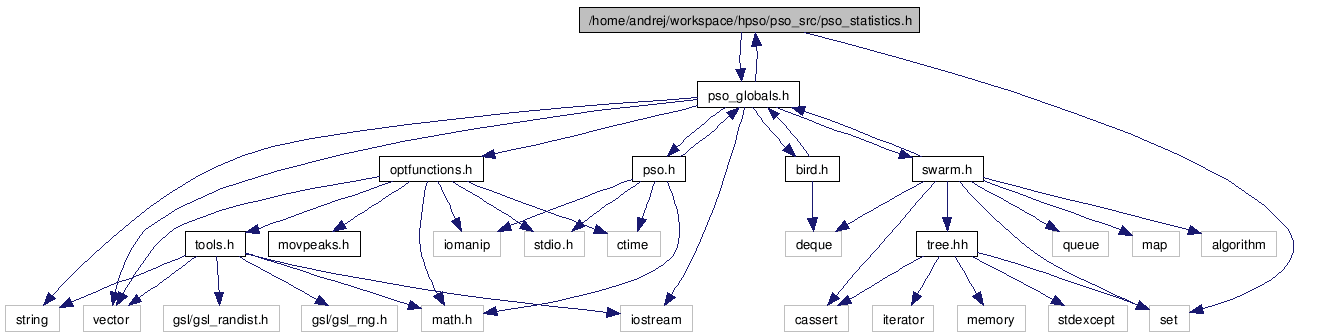 /home/andrej/workspace/hpso/pso_src/pso_statistics.h
pso_globals.h
optfunctions.h
pso.h
bird.h
swarm.h
tools.h
movpeaks.h
iomanip
stdio.h
ctime
deque
tree.hh
queue
map
algorithm
string
vector
gsl/gsl_randist.h
gsl/gsl_rng.h
math.h
iostream
cassert
iterator
memory
stdexcept
set